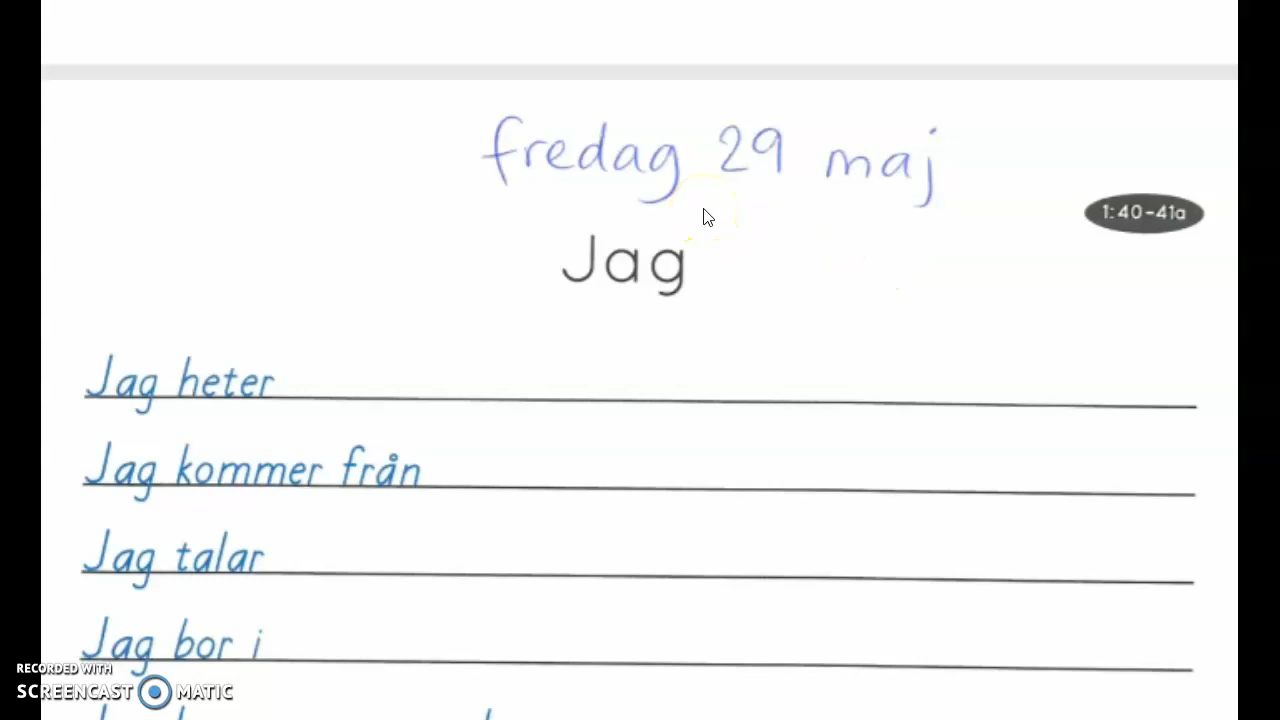 fredag 29 maj
1:40-41a
Jag
Jag heter
Jag kommer från
Jag talar
Jag bor i
RECORDED WITH
SCREENCAST MATIC